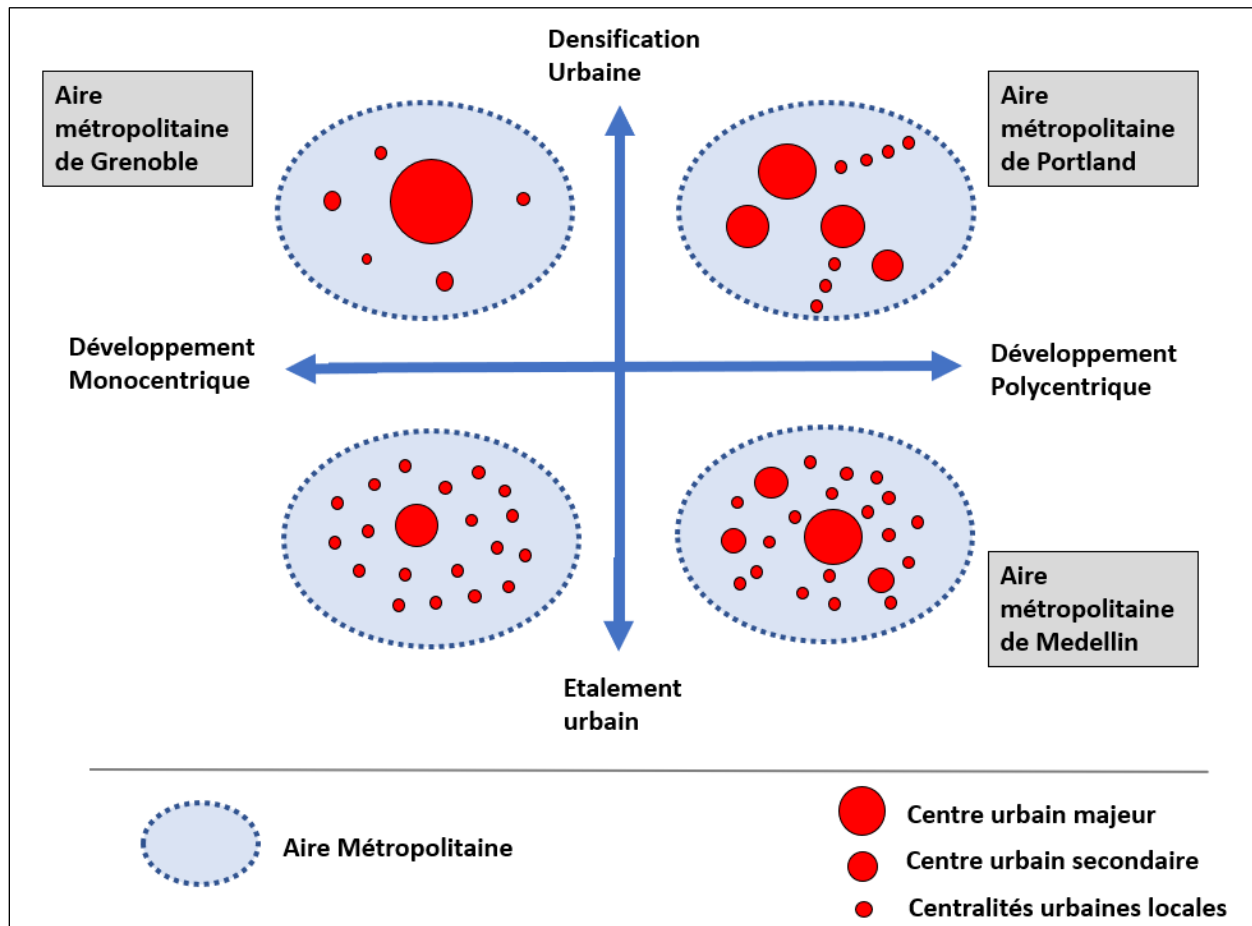 Densification
Urbaine
Aire
métropolitaine
de Grenoble
Aire
métropolitaine
de Portland
Développement
Monocentrique
Développement
Polycentrique
Aire
métropolitaine
de Medellin
Etalement
urbain
Aire Métropolitaine
Centre urbain majeur
Centre urbain secondaire
Centralités urbaines locales